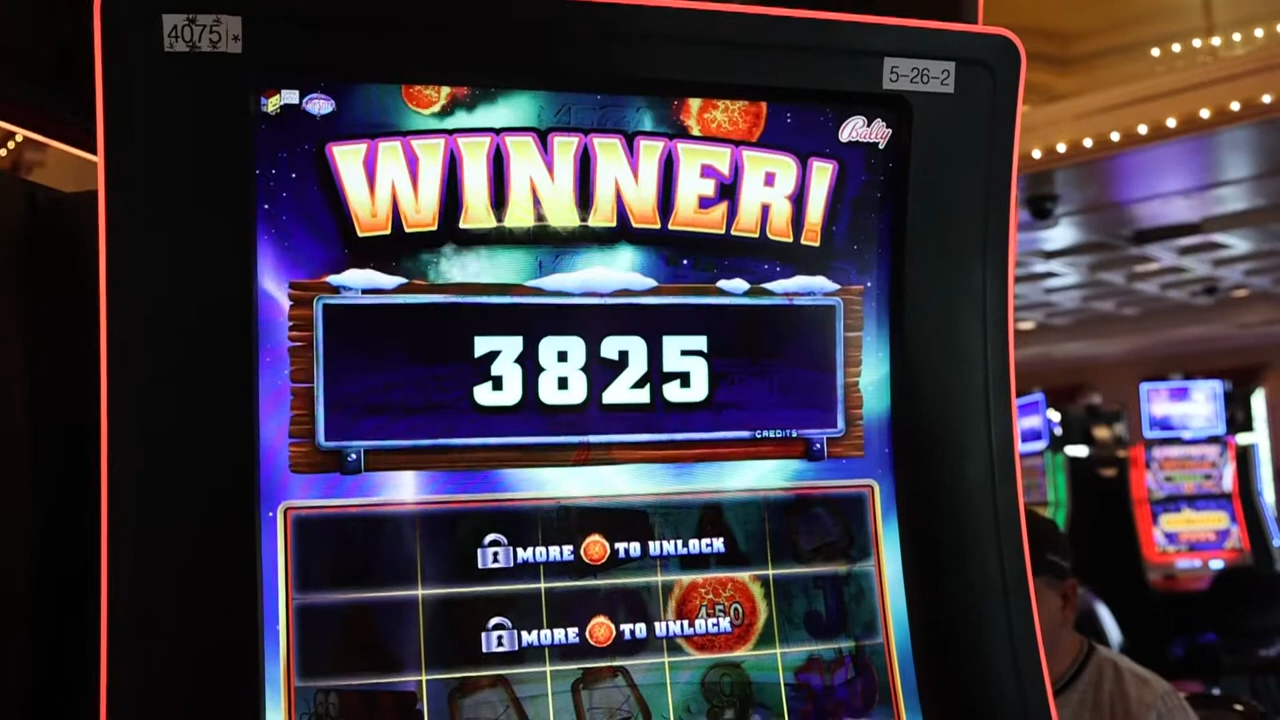 4075 *
5-26-2
Bally
WINNER!
3825
CREDITS
MORE TO UNLOCK
450
MORE TO UNLOCK